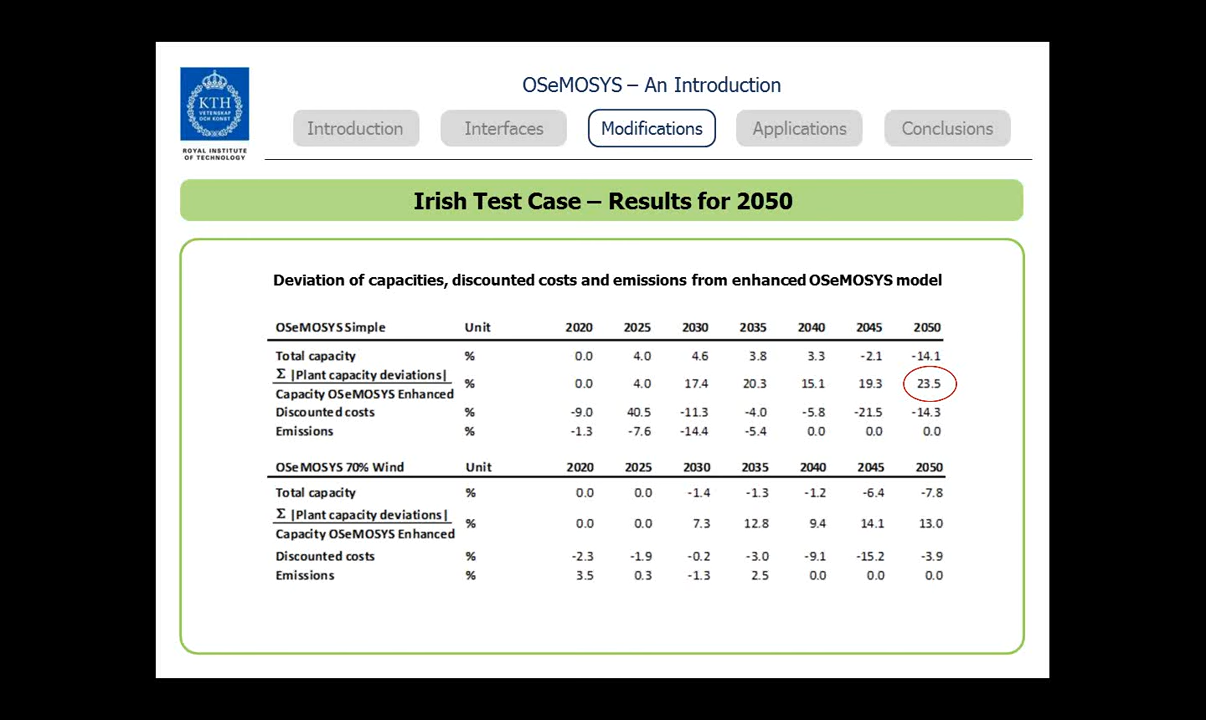 OSeMOSYS – An Introduction
KTH
VETENSKAP
OCH KONST
ROYAL INSTITUTE
OF TECHNOLOGY
Introduction Interfaces Modifications Applications Conclusions
Irish Test Case – Results for 2050
Deviation of capacities, discounted costs and emissions from enhanced OSeMOSYS model
OSeMOSYS Simple Unit 2020 2025 2030 2035 2040 2045 2050
Total capacity % 0.0 4.0 4.6 3.8 3.3 -2.1 -14.1
Σ |Plant capacity deviations|
Capacity OSeMOSYS Enhanced % 0.0 4.0 17.4 20.3 15.1 19.3 23.5
Discounted costs % -9.0 40.5 -11.3 -4.0 -5.8 -21.5 -14.3
Emissions % -1.3 -7.6 -14.4 -5.4 0.0 0.0 0.0
OSeMOSYS 70% Wind Unit 2020 2025 2030 2035 2040 2045 2050
Total capacity % 0.0 0.0 -1.4 -1.3 -1.2 -6.4 -7.8
Σ |Plant capacity deviations|
Capacity OSeMOSYS Enhanced % 0.0 0.0 7.3 12.8 9.4 14.1 13.0
Discounted costs % -2.3 -1.9 -0.2 -3.0 -9.1 -15.2 -3.9
Emissions % 3.5 0.3 -1.3 2.5 0.0 0.0 0.0